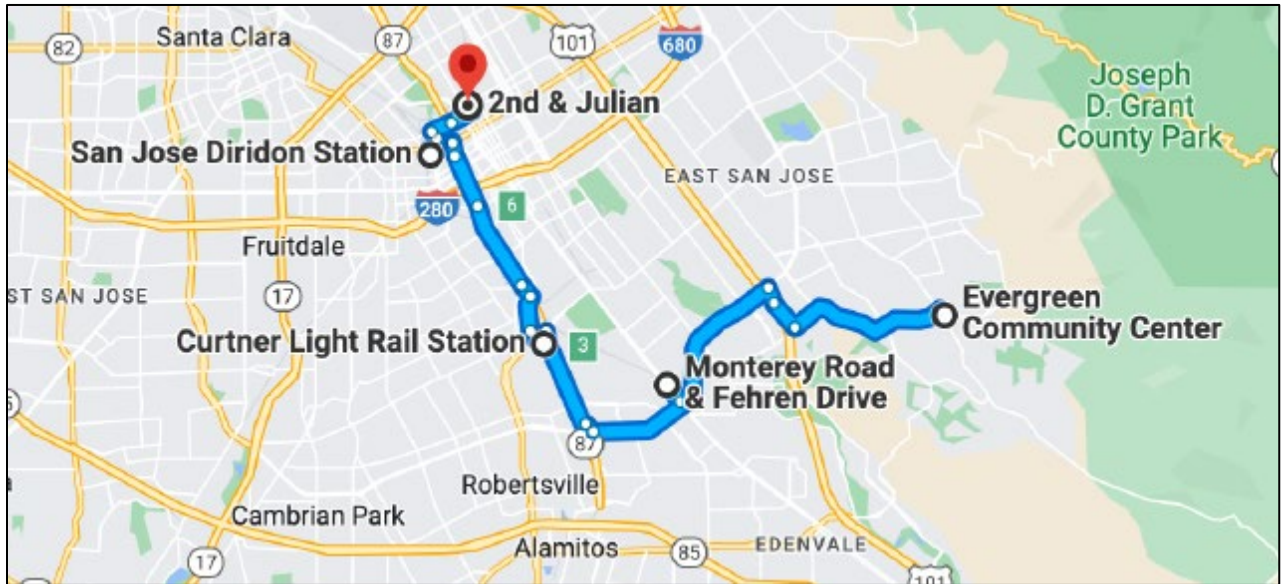 82
Santa Clara
87
101
680
2nd & Julian
Joseph
D. Grant
County Park
San Jose Diridon Station
EAST SAN JOSE
280
6
Fruitdale
ST SAN JOSE
17
Evergreen
Community Center
Curtner Light Rail Station
3
Monterey Road
& Fehren Drive
87
Robertsville
Cambrian Park
Alamitos
85
EDENVALE
17
101